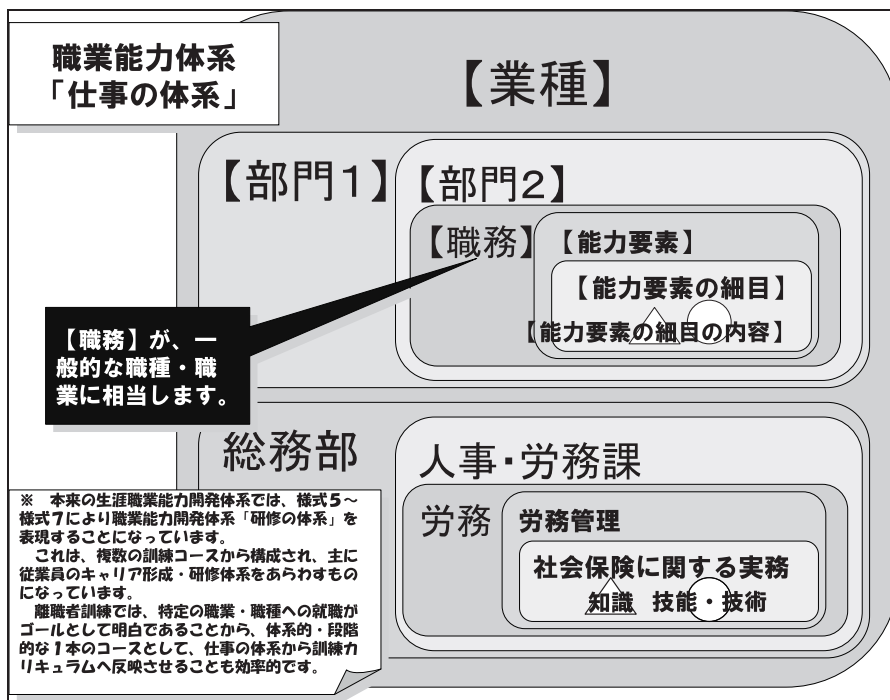 職業能力体系
「仕事の体系」
【業種】
【部門１】
【部門２】
【職務】
【能力要素】
【能力要素の細目】
【能力要素の細目の内容】
【職務】が、一
般的な職種・職
業に相当します。
総務部
人事・労務課
労務
労務管理
社会保険に関する実務
知識 技能・技術
※　本来の生涯職業能力開発体系では、様式５～
様式７により職業能力開発体系「研修の体系」を
表現することになっています。
　これは、複数の訓練コースから構成され、主に
従業員のキャリア形成・研修体系をあらわすもの
になっています。
　離職者訓練では、特定の職業・職種への就職が
ゴールとして明白であることから、体系的・段階
的な１本のコースとして、仕事の体系から訓練カ
リキュラムへ反映させることも効率的です。